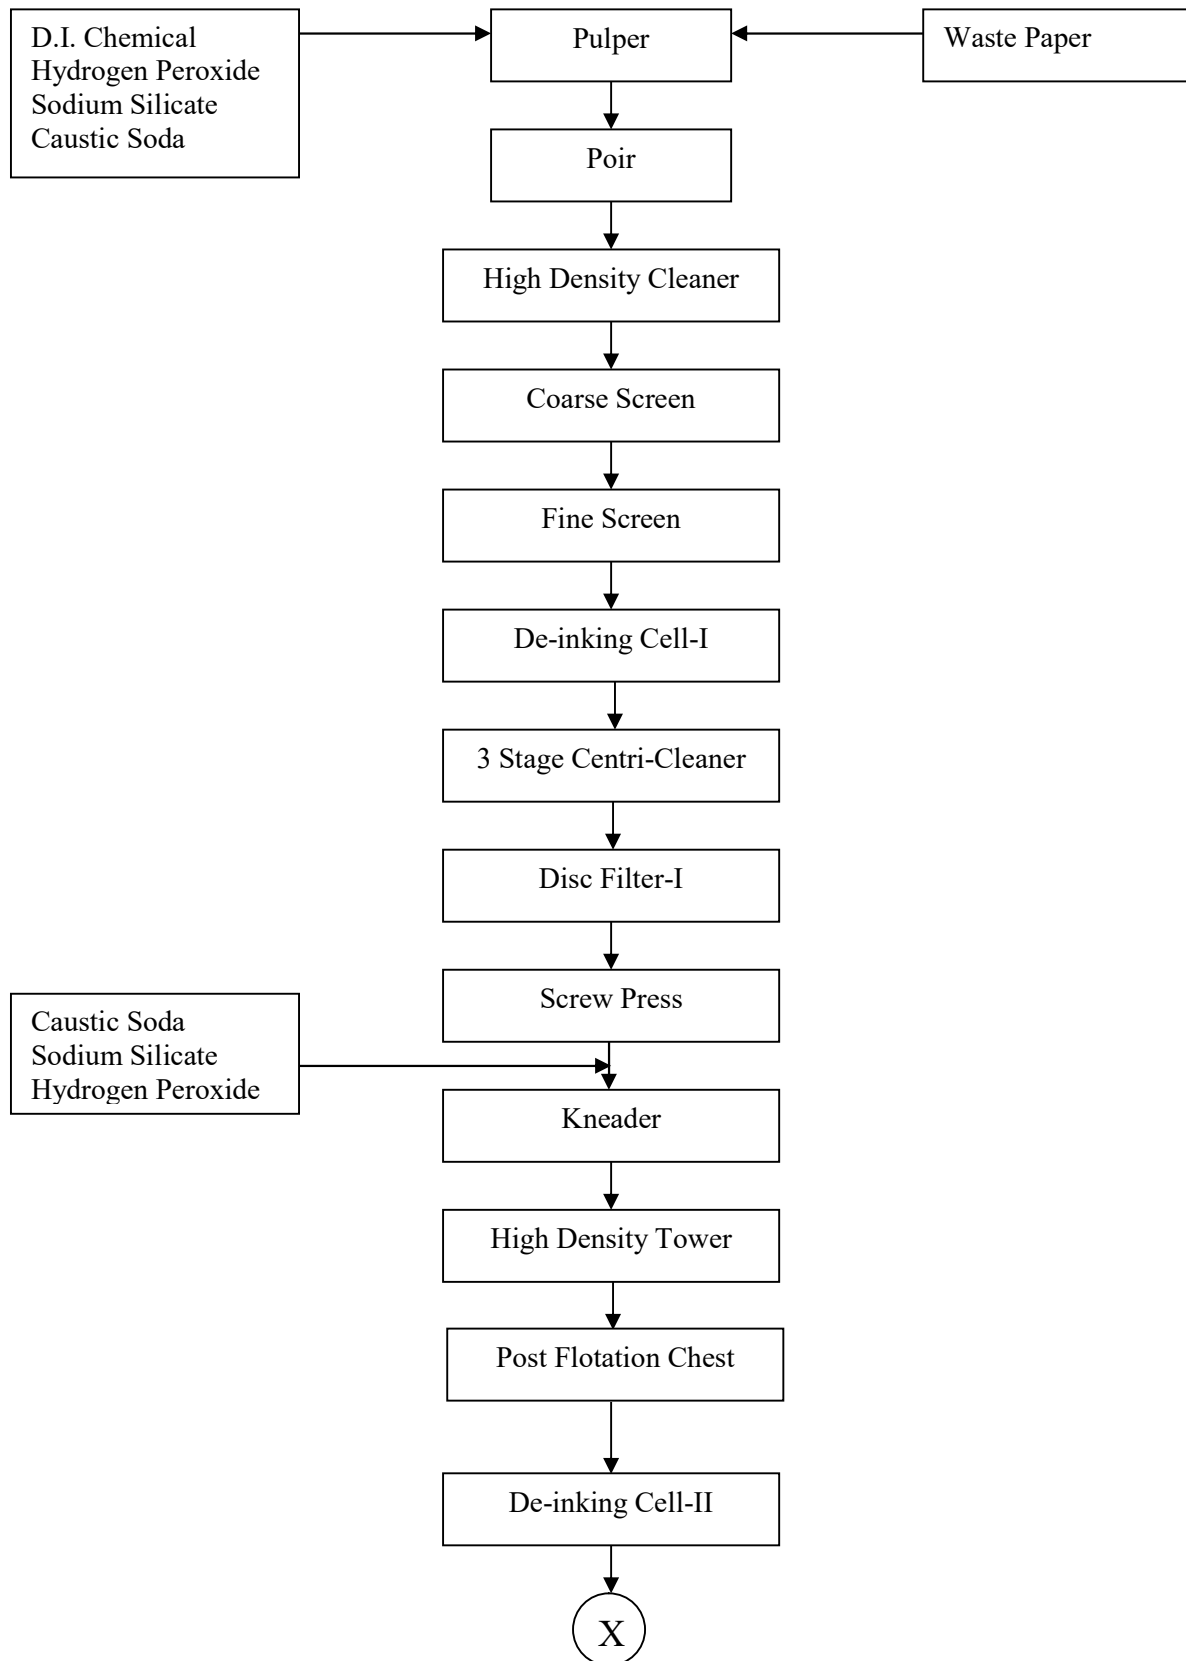 D.I. Chemical
Hydrogen Peroxide
Sodium Silicate
Caustic Soda
Pulper
Waste Paper
Poir
High Density Cleaner
Coarse Screen
Fine Screen
De-inking Cell-I
3 Stage Centri-Cleaner
Disc Filter-I
Screw Press
Caustic Soda
Sodium Silicate
Hydrogen Peroxide
Kneader
High Density Tower
Post Flotation Chest
De-inking Cell-II
X